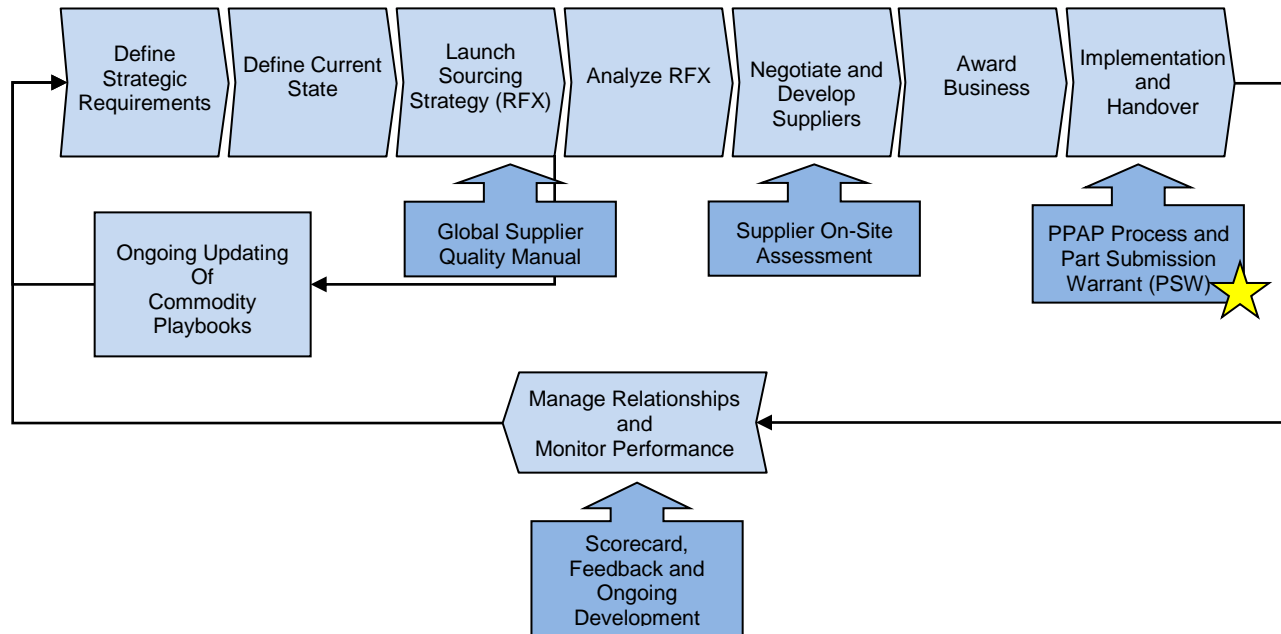 Define
Strategic
Requirements
Define Current
State
Launch
Sourcing
Strategy (RFX)
Analyze RFX
Negotiate and
Develop
Suppliers
Award
Business
Implementation
and
Handover
Ongoing Updating
Of
Commodity
Playbooks
Global Supplier
Quality Manual
Supplier On-Site
Assessment
PPAP Process and
Part Submission
Warrant (PSW)
Manage Relationships
and
Monitor Performance
Scorecard,
Feedback and
Ongoing
Development